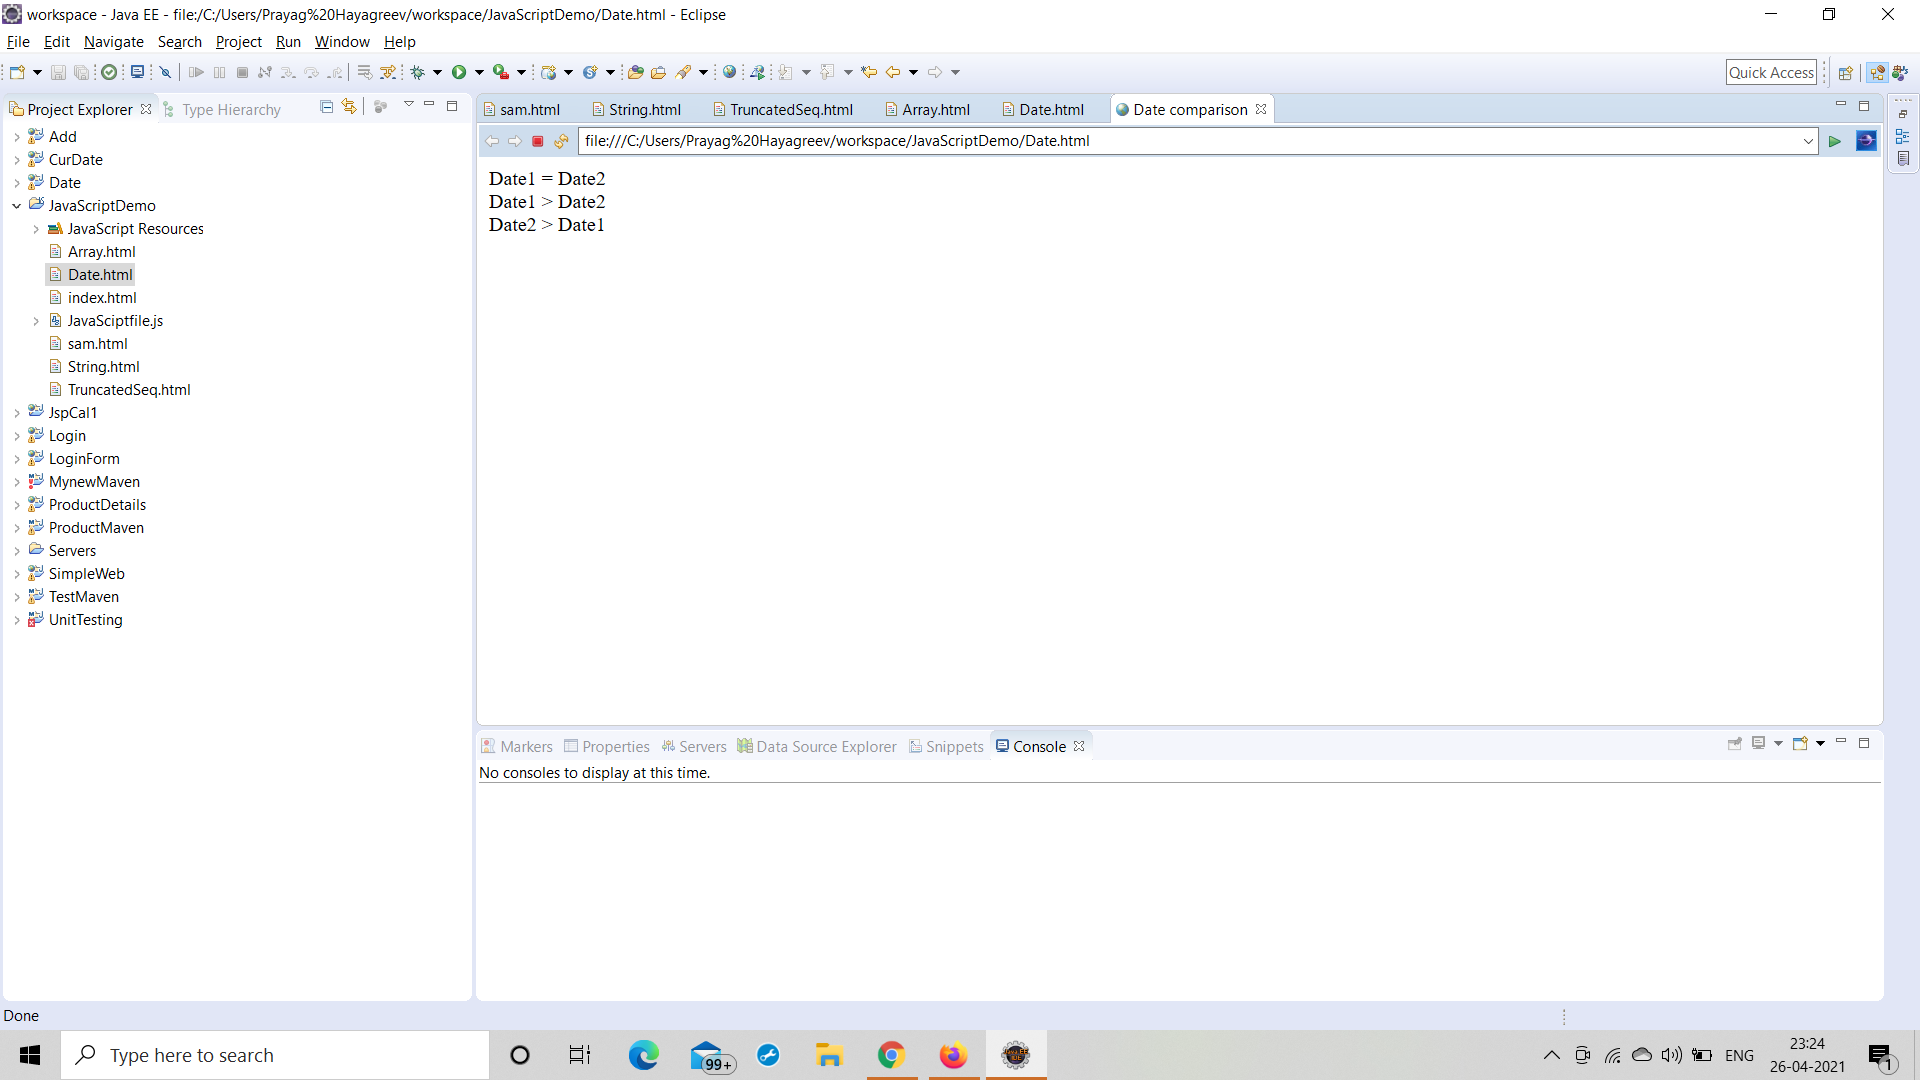 workspace - Java EE - file:/C:/Users/Prayag%20Hayagreev/workspace/JavaScriptDemo/Date.html - Eclipse
File Edit Navigate Search Project Run Window Help
Quick Access
Project Explorer Type Hierarchy
Add
CurDate
Date
JavaScriptDemo
JavaScript Resources
Array.html
Date.html
index.html
JavaSciptfile.js
sam.html
String.html
TruncatedSeq.html
JspCal1
Login
LoginForm
MynewMaven
ProductDetails
ProductMaven
Servers
SimpleWeb
TestMaven
UnitTesting
sam.html String.html TruncatedSeq.html Array.html Date.html Date comparison
file:///C:/Users/Prayag%20Hayagreev/workspace/JavaScriptDemo/Date.html
Date1 = Date2
Date1 > Date2
Date2 > Date1
Markers Properties Servers Data Source Explorer Snippets Console
No consoles to display at this time.
Done
Type here to search
99+
Java EE
IDE
ENG
23:24
26-04-2021
1